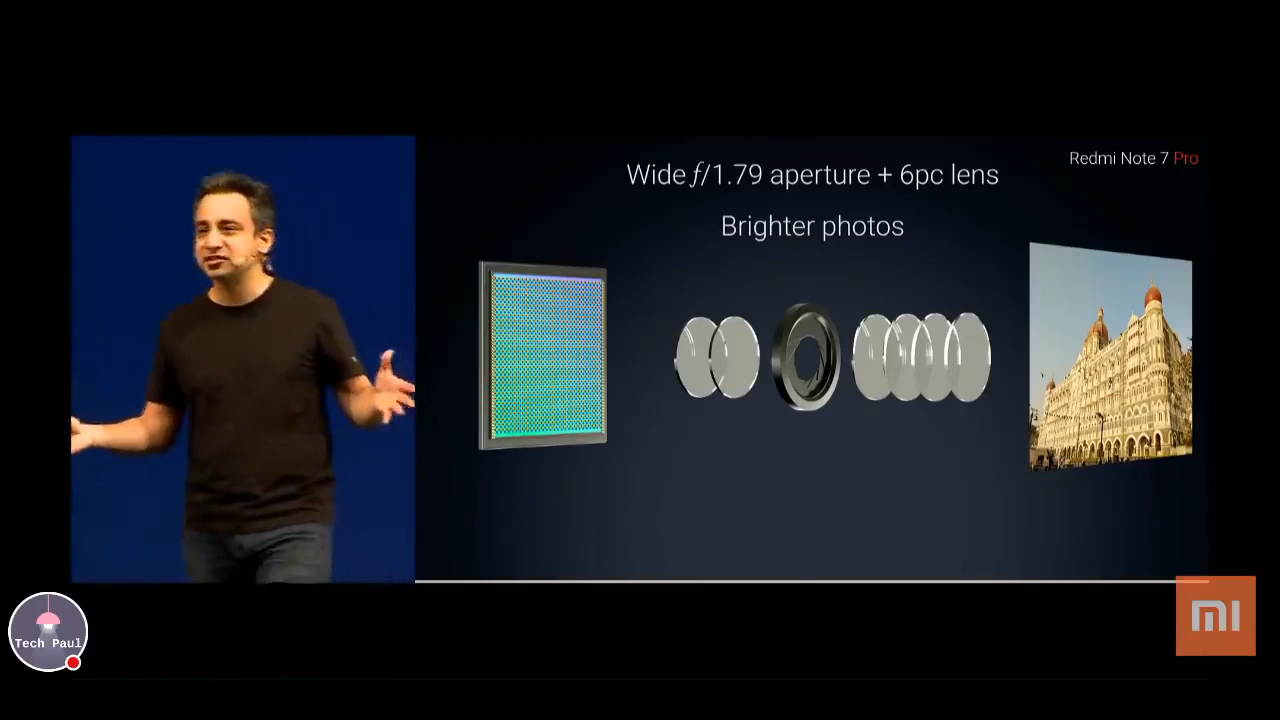 Redmi Note 7 Pro
Wide ƒ/1.79 aperture + 6pc lens
Brighter photos
Tech Paul
MI